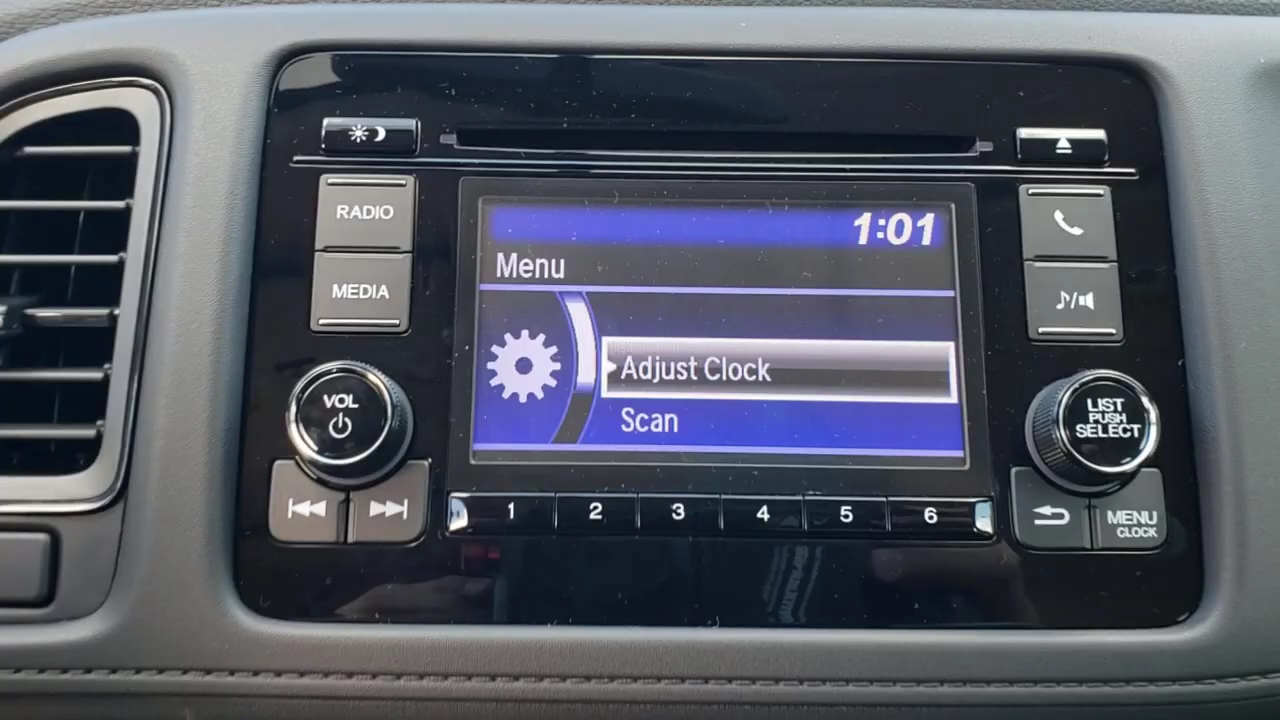 RADIO
MEDIA
VOL
1:01
Menu
Adjust Clock
Scan
1 2 3 4 5 6
LIST
PUSH
SELECT
MENU
CLOCK